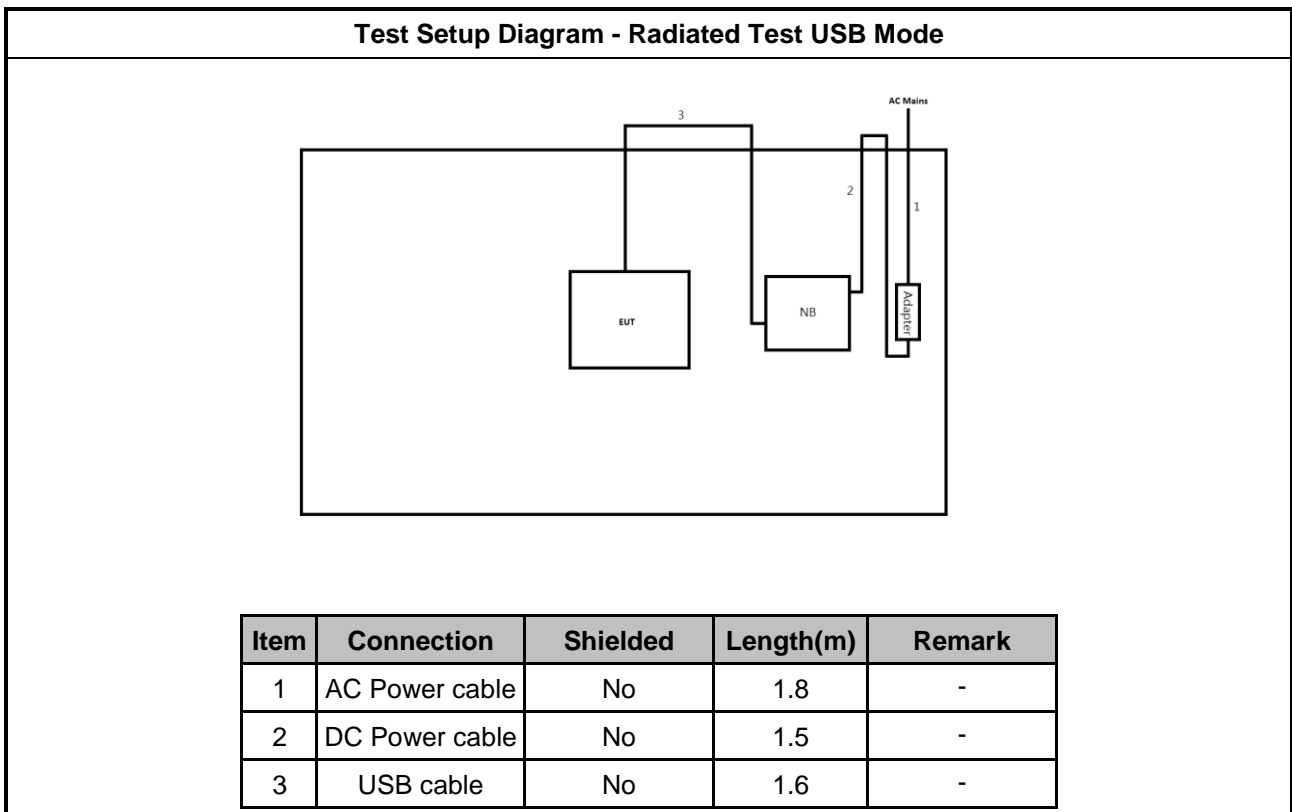 Test Setup Diagram - Radiated Test USB Mode
AC Mains
3
2
1
Adapter
NB
EUT
Item Connection Shielded Length(m) Remark
1 AC Power cable No 1.8 -
2 DC Power cable No 1.5 -
3 USB cable No 1.6 -